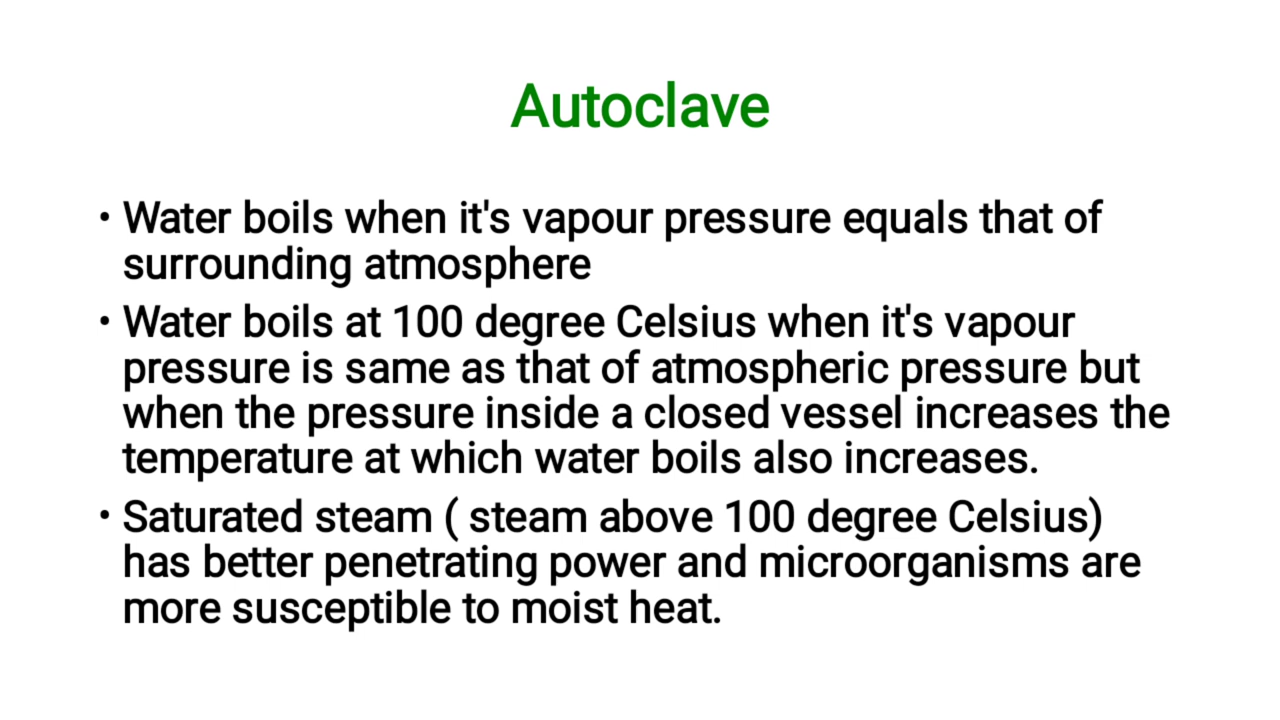 Autoclave
• Water boils when it's vapour pressure equals that of
surrounding atmosphere
• Water boils at 100 degree Celsius when it's vapour
pressure is same as that of atmospheric pressure but
when the pressure inside a closed vessel increases the
temperature at which water boils also increases.
• Saturated steam ( steam above 100 degree Celsius)
has better penetrating power and microorganisms are
more susceptible to moist heat.